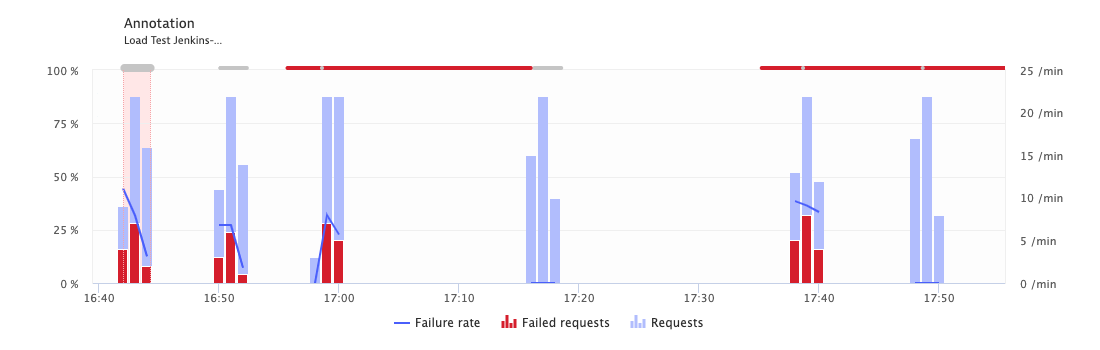 Annotation
Load Test Jenkins-...
100 %
75 %
50 %
25 %
0 %
25 /min
20 /min
15 /min
10 /min
5 /min
0 /min
16:40
16:50
17:00
17:10
17:20
17:30
17:40
17:50
Failure rate
Failed requests
Requests